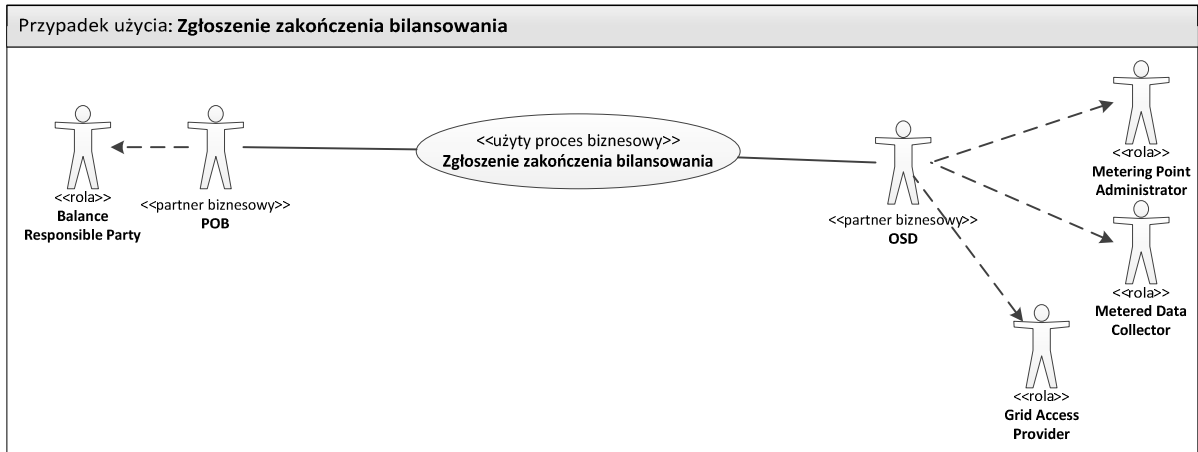 Przypadek użycia: Zgłoszenie zakończenia bilansowania
<<rola>>
Balance
Responsible Party
<<partner biznesowy>>
POB
<<użyty proces biznesowy>>
Zgłoszenie zakończenia bilansowania
<<partner biznesowy>>
OSD
<<rola>>
Metering Point
Administrator
<<rola>>
Metered Data
Collector
<<rola>>
Grid Access
Provider